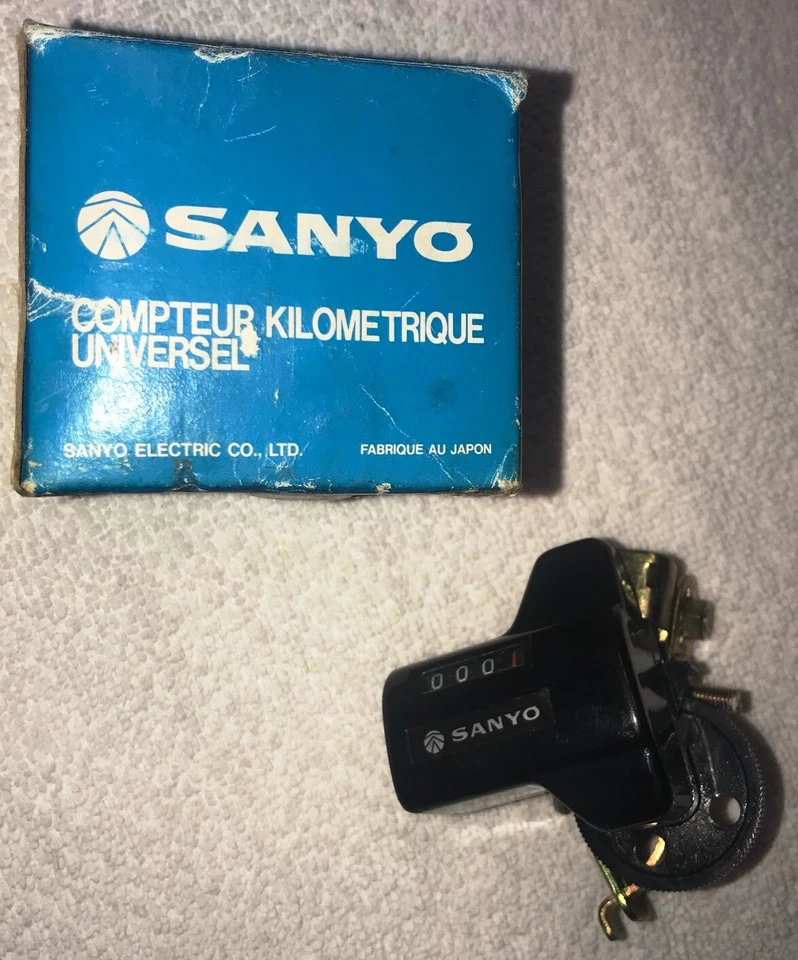 SANYO
COMPTEUR KILOMETRIQUE
UNIVERSEL
SANYO ELECTRIC CO., LTD.
FABRIQUE AU JAPON
0001
SANYO